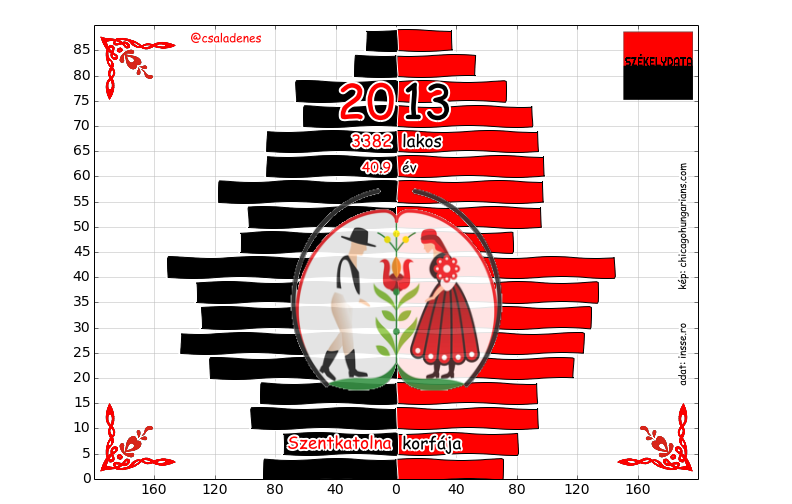 @csaladenes
SZÉKELYDATA
2013
3382 lakos
40.9 év
kép: chicagohungarians.com
adat: insse.ro
Szentkatolna korfája
85
80
75
70
65
60
55
50
45
40
35
30
25
20
15
10
5
0
160 120 80 40 0 40 80 120 160